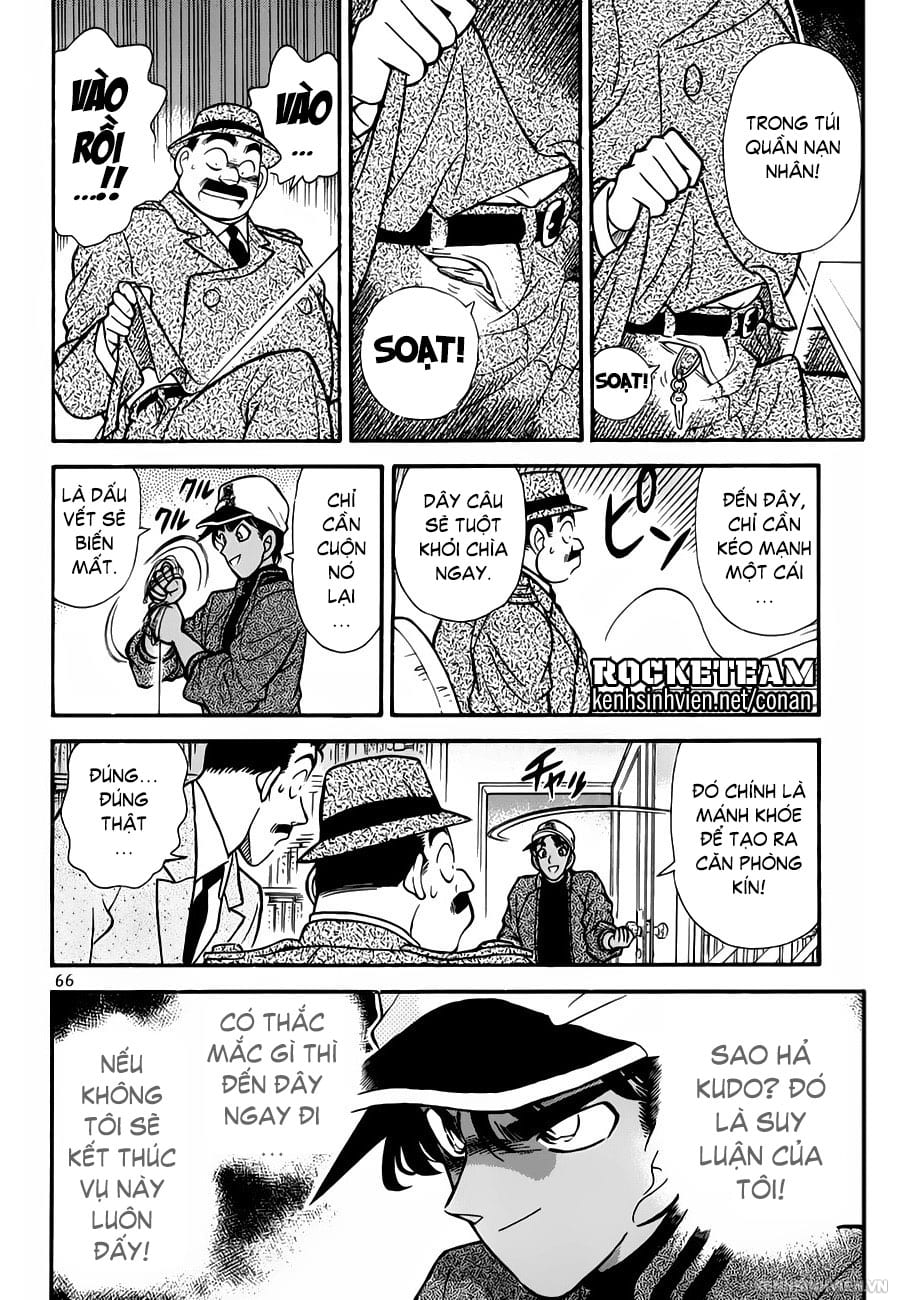 TRONG TÚI
QUẦN NẠN
NHÂN!
SOẠT!
SOẠT!
VÀO
...
VÀO
RỒI
...!!
ĐẾN ĐÂY,
CHỈ CẦN
KÉO MẠNH
MỘT CÁI
...
ピーン
DÂY CÂU
SẼ TUỘT
KHỎI CHÌA
NGAY.
ROCKETEAM
kenhsinhvien.net/conan
CHỈ
CẦN
CUỘN
NÓ
LẠI
...
クル
クル
LÀ DẤU
VẾT SẼ
BIẾN
MẤT.
ĐÓ CHÍNH LÀ
MÁNH KHÓE
ĐỂ TẠO RA
CĂN PHÒNG
KÍN!
チャッ
ĐÚNG...
ĐÚNG
THẬT
...
66
SAO HẢ
KUDO? ĐÓ
LÀ SUY
LUẬN CỦA
TÔI!
CÓ THẮC
MẮC GÌ THÌ
ĐẾN ĐÂY
NGAY ĐI
...
NẾU
KHÔNG
TÔI SẼ
KẾT THÚC
VỤ NÀY
LUÔN
ĐẤY!